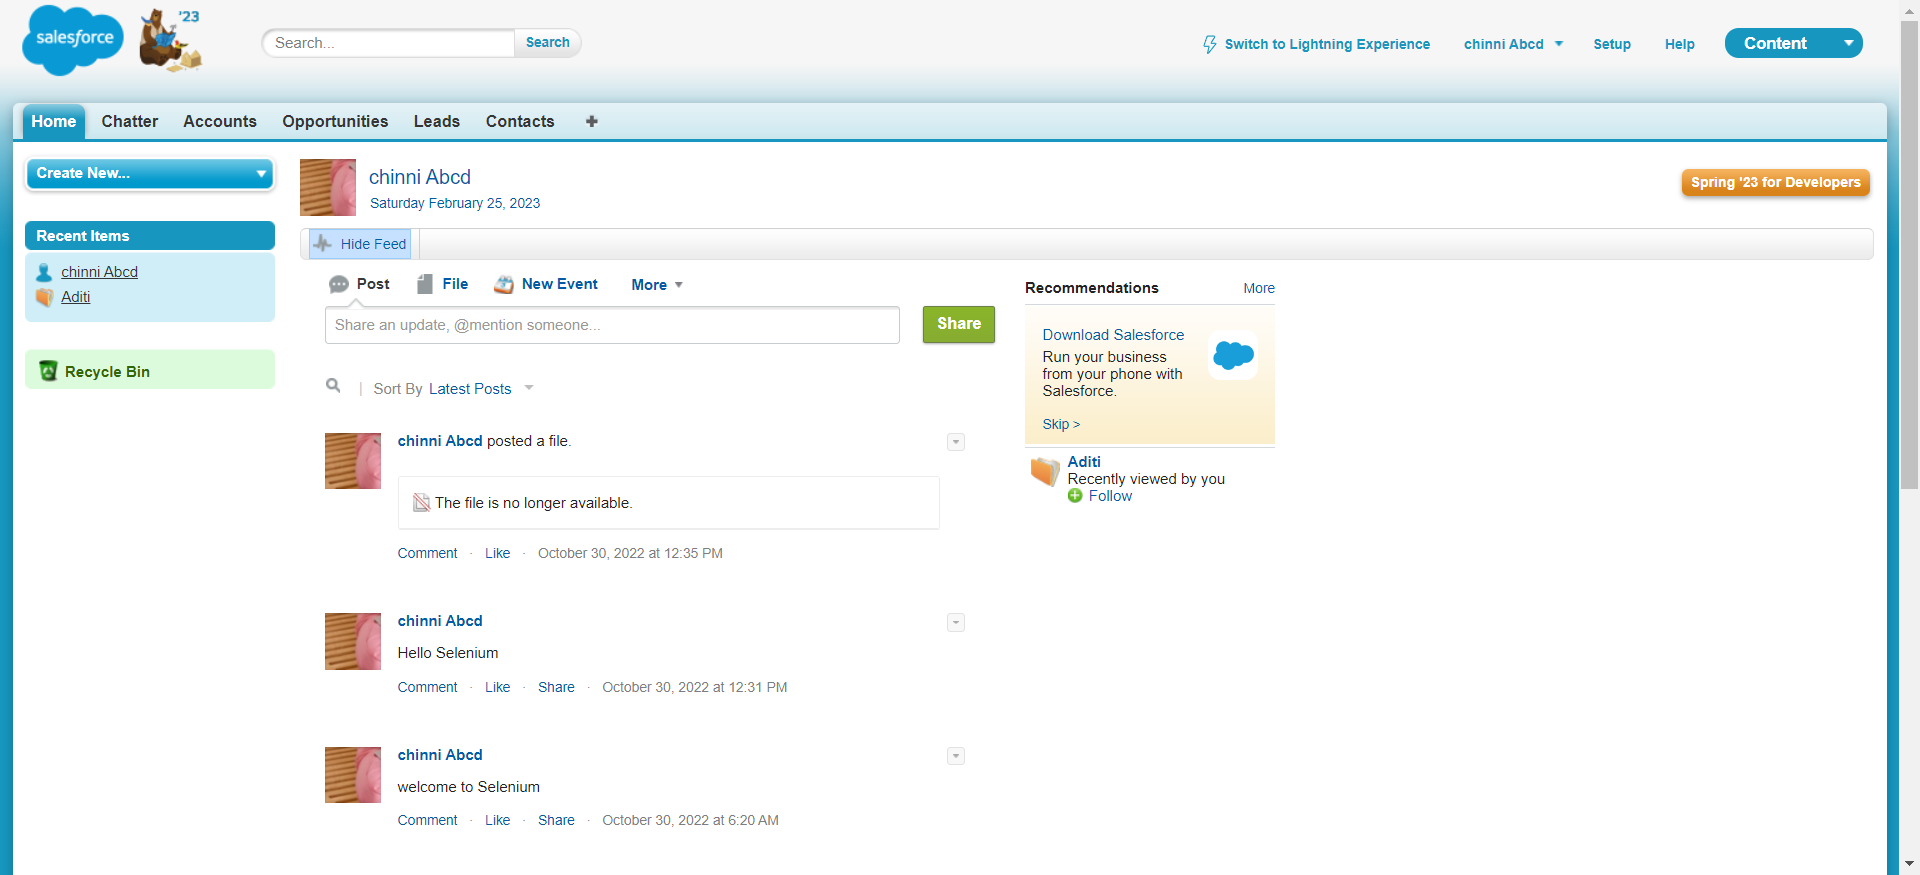 salesforce
'23
Search...
Search
Switch to Lightning Experience
chinni Abcd
Setup
Help
Content
Home
Chatter
Accounts
Opportunities
Leads
Contacts
Create New...
chinni Abcd
Saturday February 25, 2023
Spring '23 for Developers
Recent Items
chinni Abcd
Aditi
Recycle Bin
Hide Feed
Post
File
New Event
More
Share an update, @mention someone...
Share
Sort By Latest Posts
chinni Abcd posted a file.
The file is no longer available.
Comment · Like · October 30, 2022 at 12:35 PM
chinni Abcd
Hello Selenium
Comment · Like · Share · October 30, 2022 at 12:31 PM
chinni Abcd
welcome to Selenium
Comment · Like · Share · October 30, 2022 at 6:20 AM
Recommendations
More
Download Salesforce
Run your business
from your phone with
Salesforce.
Skip >
Aditi
Recently viewed by you
Follow